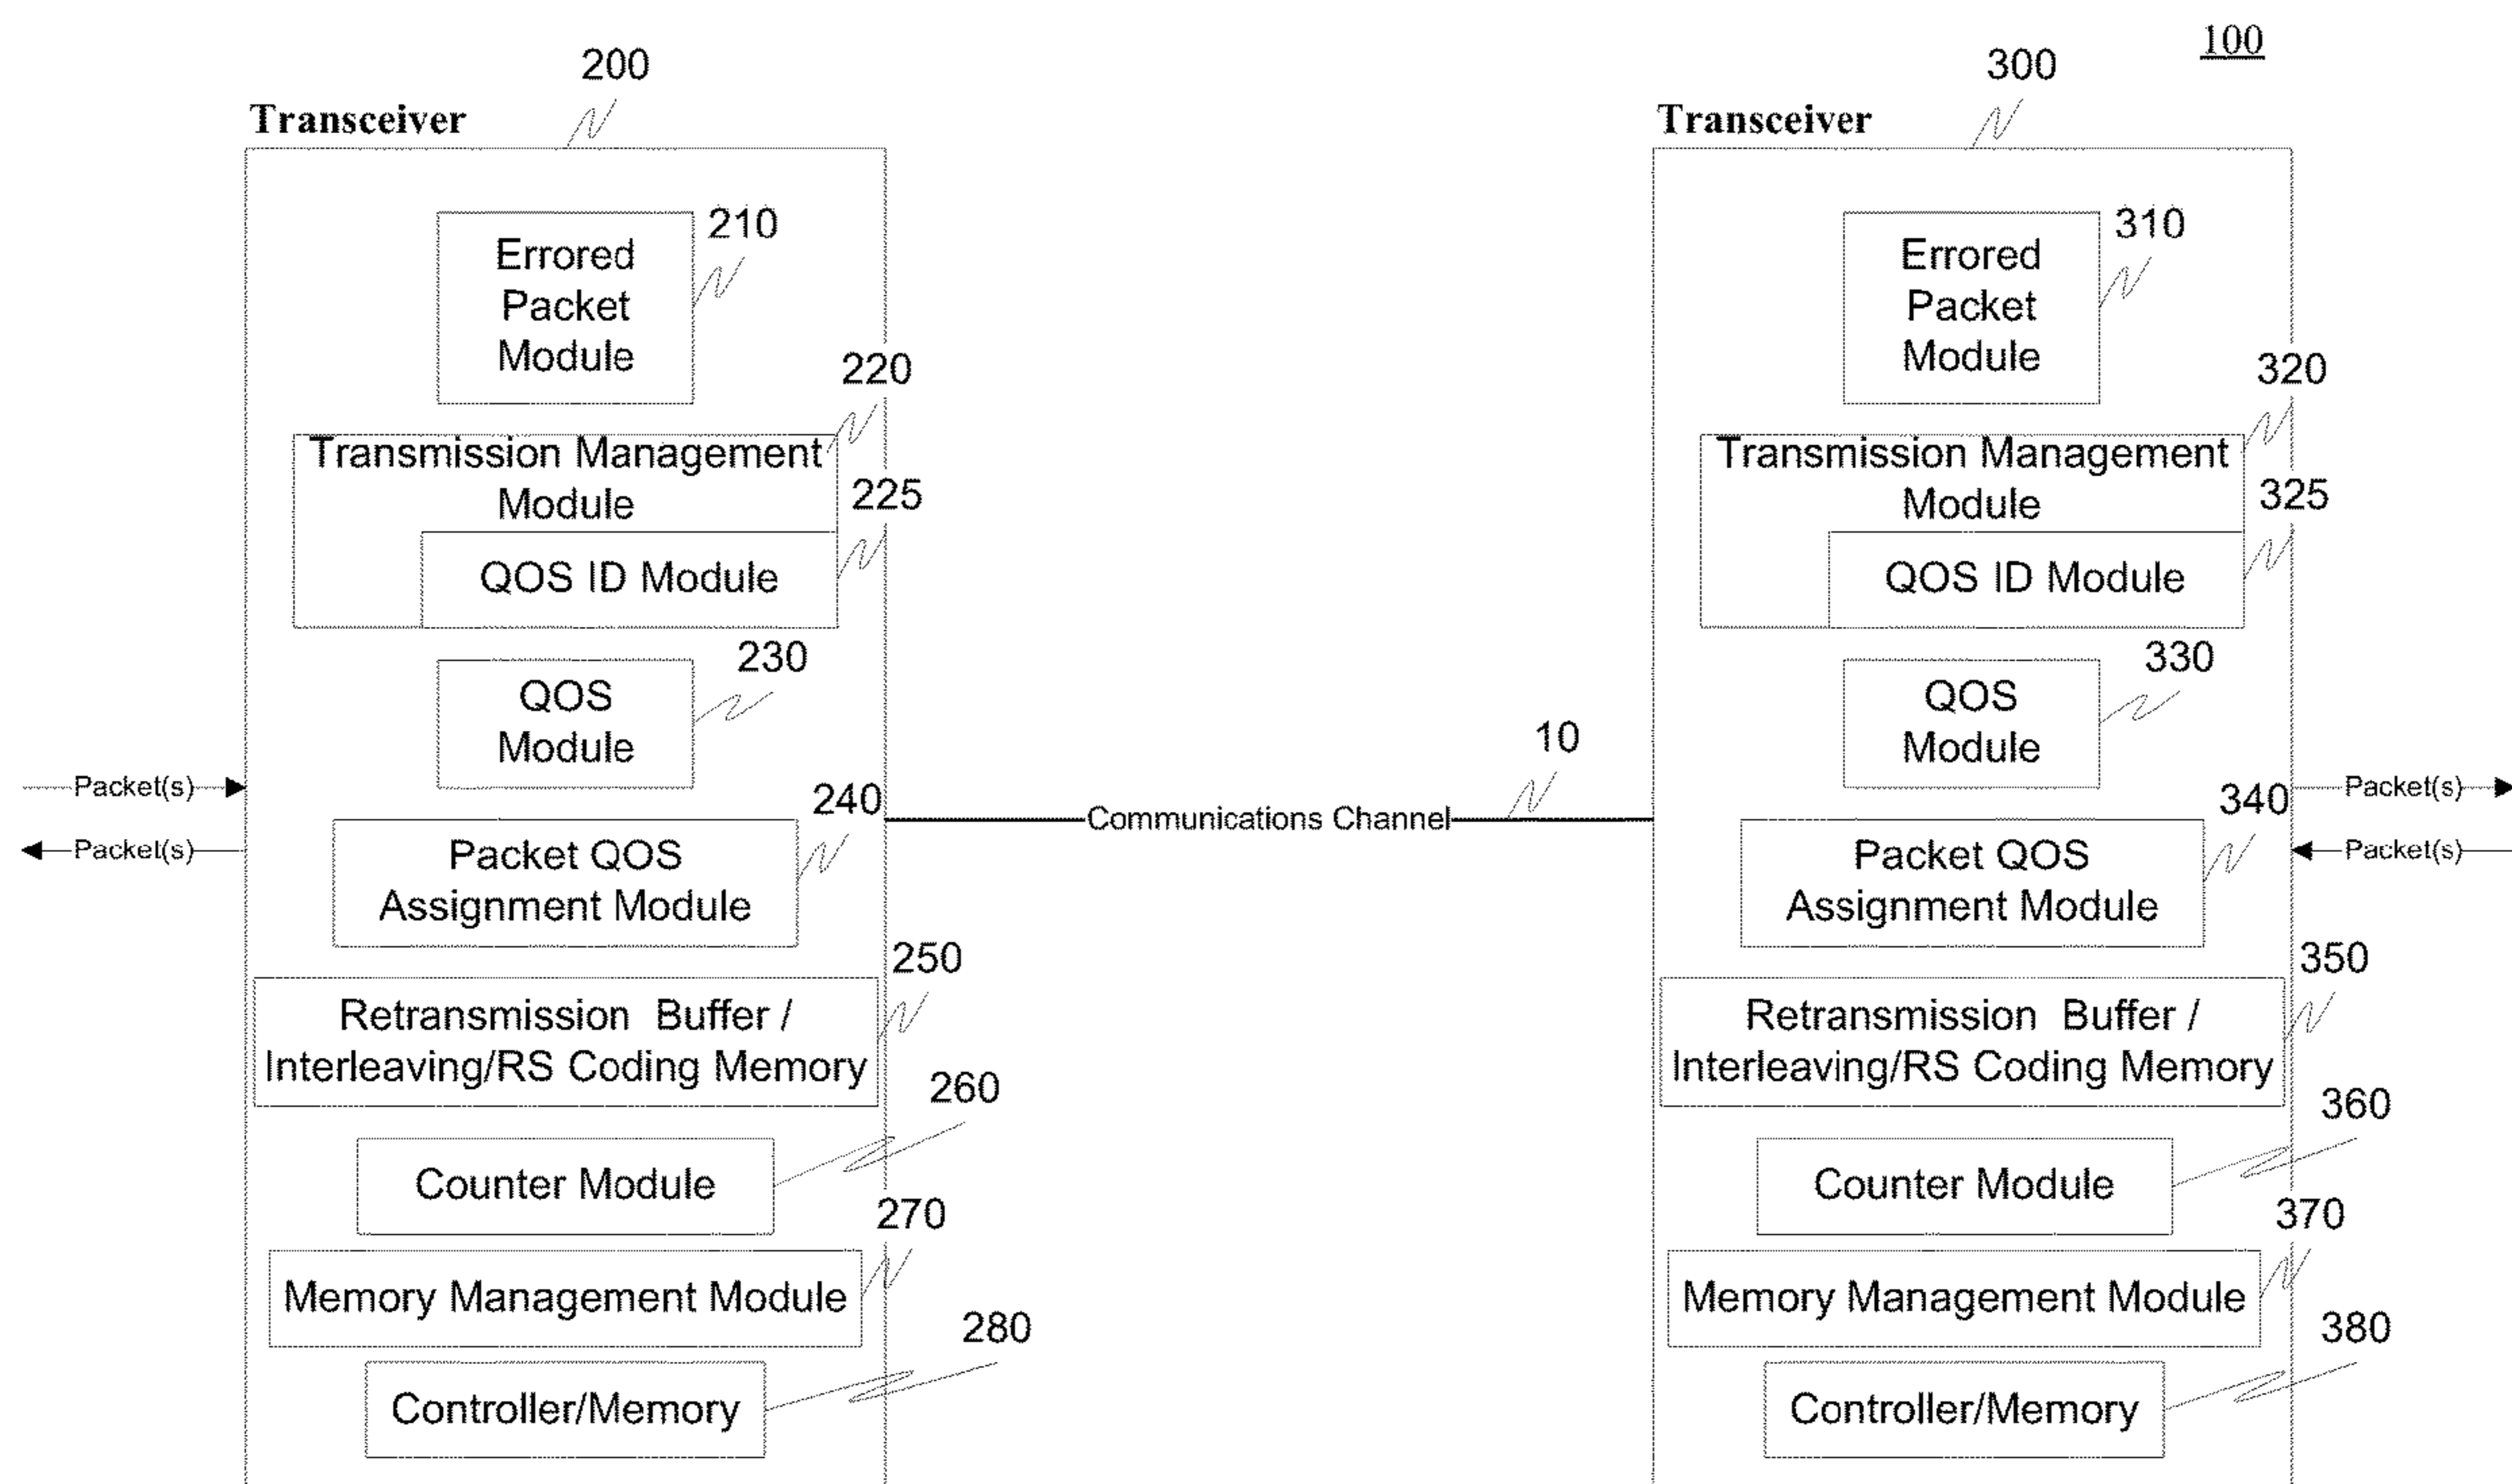 100
200
Transceiver
210
Errored
Packet
Module
220
Transmission Management
Module
225
QOS ID Module
230
QOS
Module
Packet(s)
Packet(s)
240
Packet QOS
Assignment Module
250
Retransmission Buffer /
Interleaving/RS Coding Memory
260
Counter Module
270
Memory Management Module
280
Controller/Memory
10
Communications Channel
300
Transceiver
310
Errored
Packet
Module
320
Transmission Management
Module
325
QOS ID Module
330
QOS
Module
Packet(s)
Packet(s)
340
Packet QOS
Assignment Module
350
Retransmission Buffer /
Interleaving/RS Coding Memory
360
Counter Module
370
Memory Management Module
380
Controller/Memory